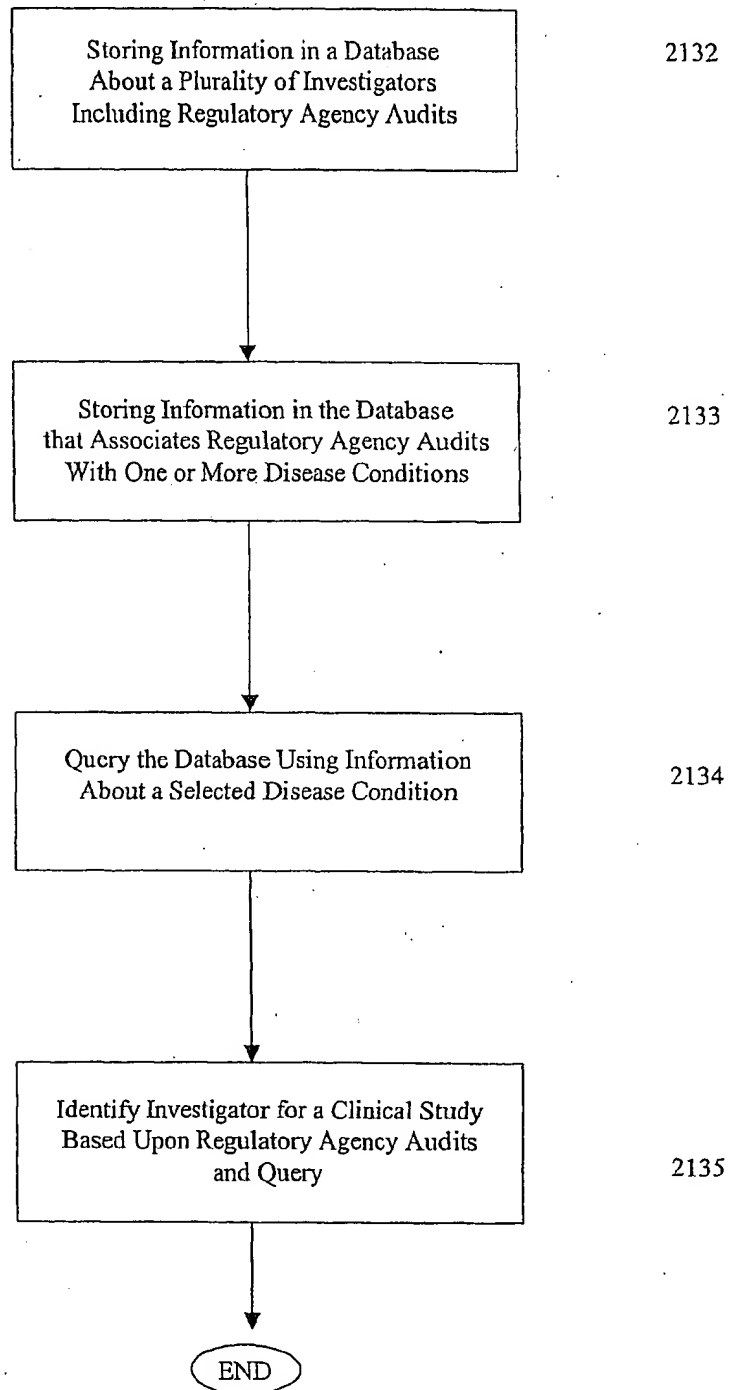 Storing Information in a Database
About a Plurality of Investigators
Including Regulatory Agency Audits
2132
Storing Information in the Database
that Associates Regulatory Agency Audits
With One or More Disease Conditions
2133
Query the Database Using Information
About a Selected Disease Condition
2134
Identify Investigator for a Clinical Study
Based Upon Regulatory Agency Audits
and Query
2135
END